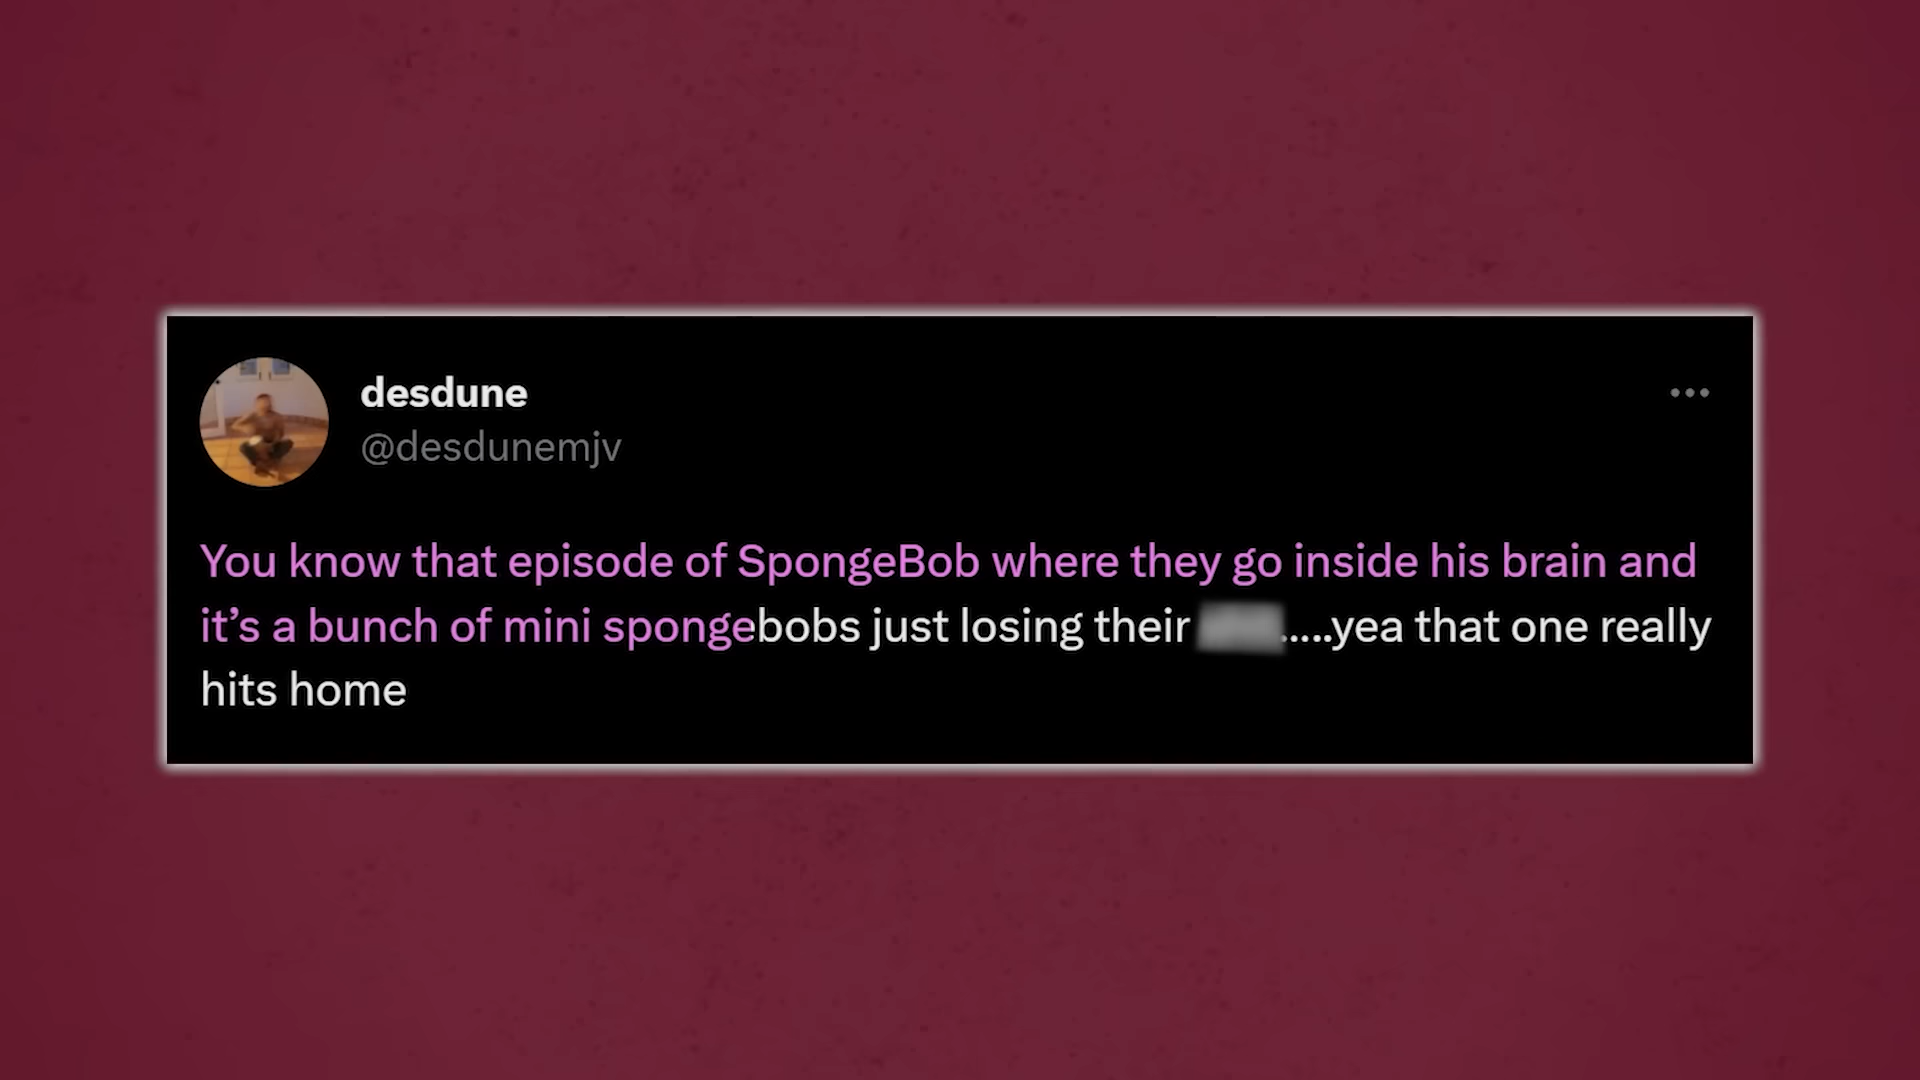 desdune
@desdunemjv
You know that episode of SpongeBob where they go inside his brain and
it’s a bunch of mini spongebobs just losing their .....yea that one really
hits home